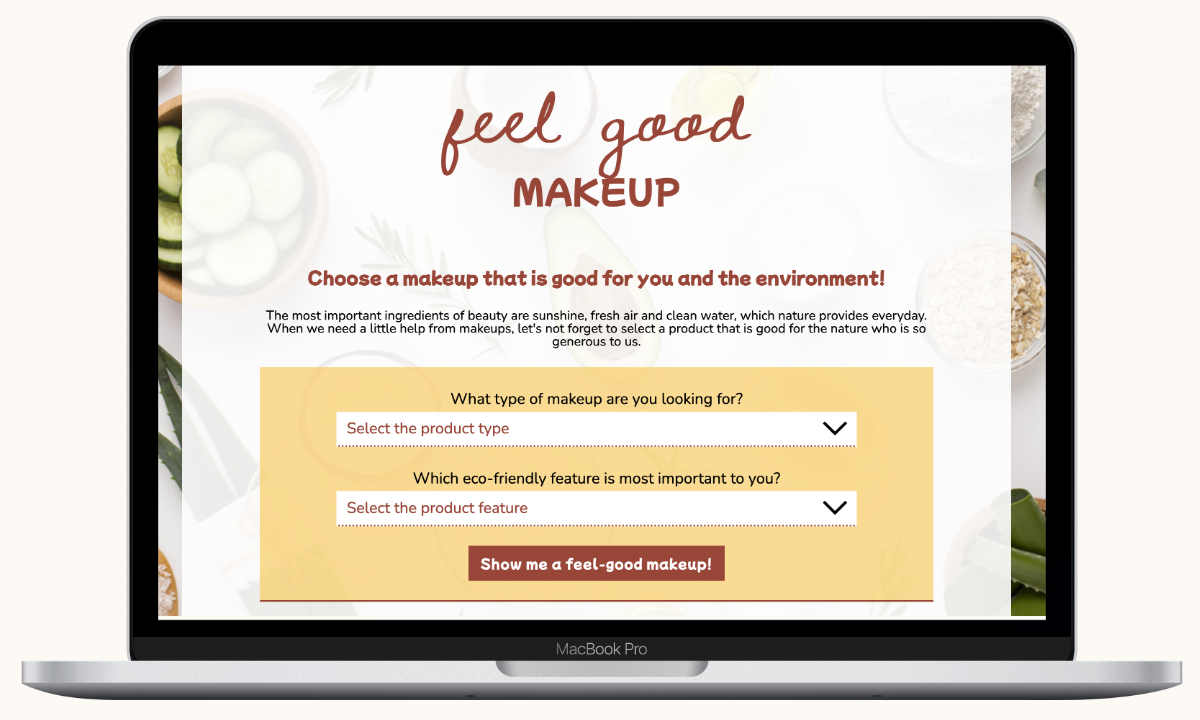 feel good
MAKEUP
Choose a makeup that is good for you and the environment!
The most important ingredients of beauty are sunshine, fresh air and clean water, which nature provides everyday.
When we need a little help from makeups, let's not forget to select a product that is good for the nature who is so
generous to us.
What type of makeup are you looking for?
Select the product type
Which eco-friendly feature is most important to you?
Select the product feature
Show me a feel-good makeup!
MacBook Pro